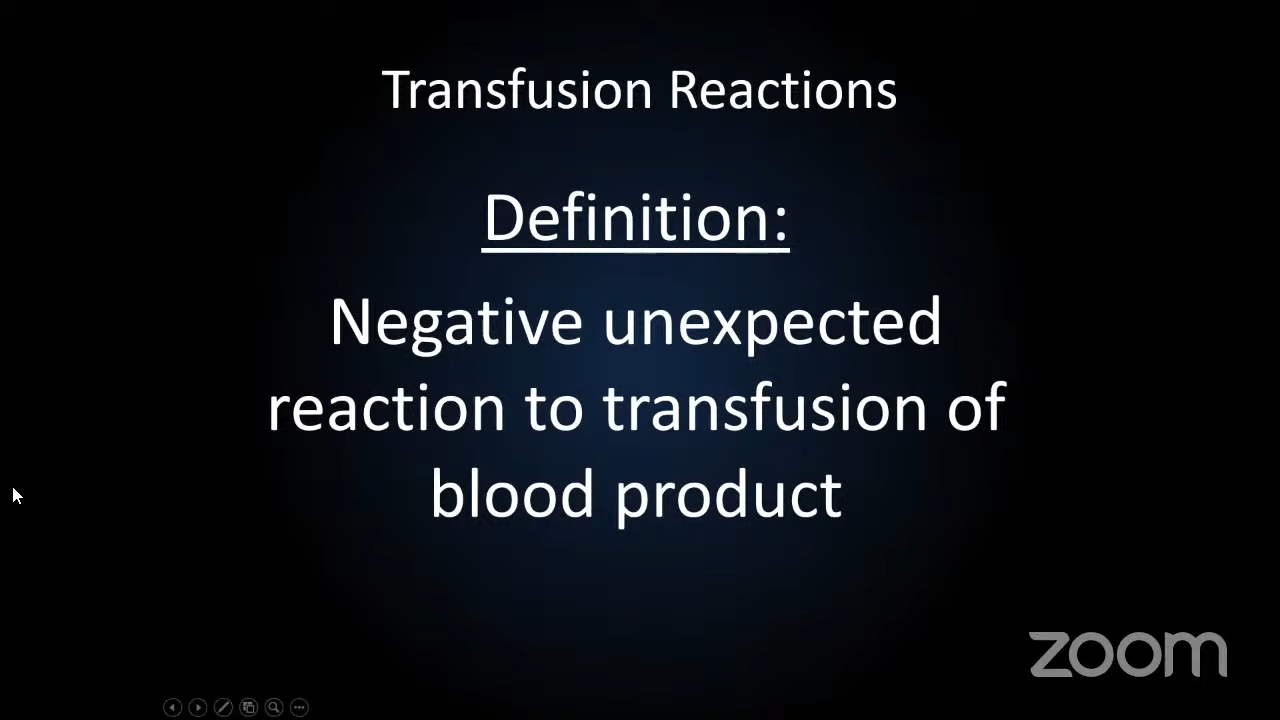 Transfusion Reactions
Definition:
Negative unexpected
reaction to transfusion of
blood product
zoom